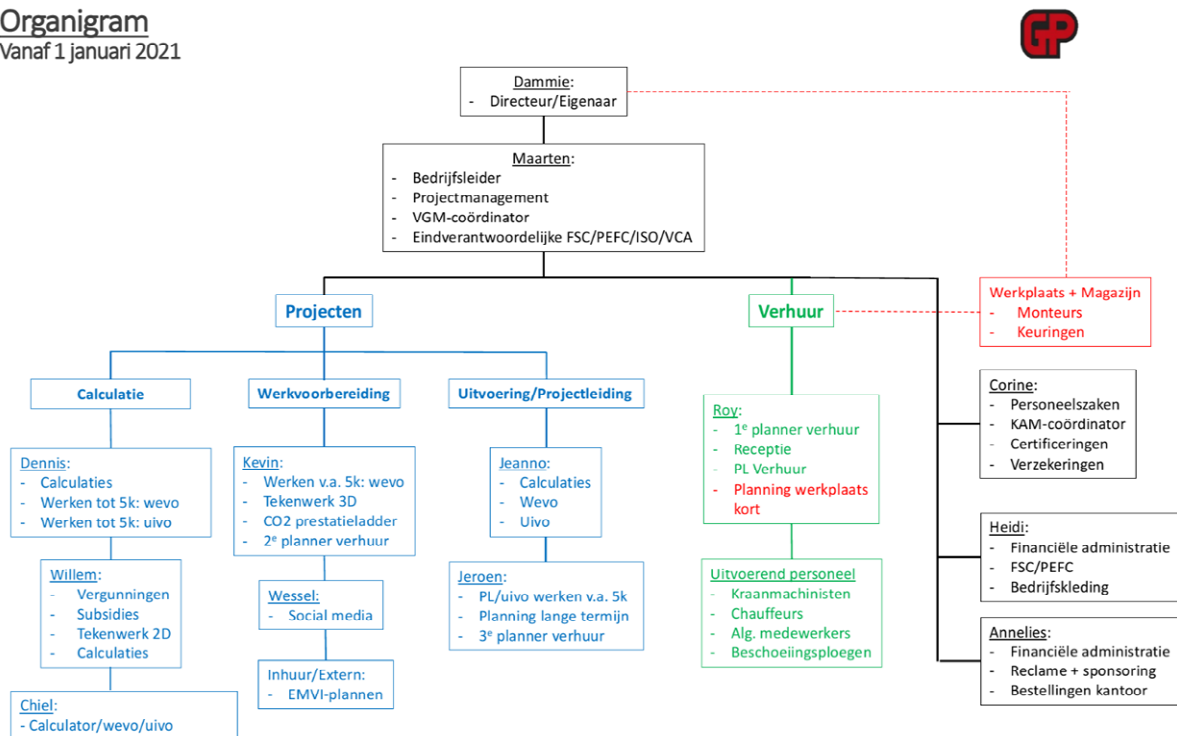 Organigram
Vanaf 1 januari 2021
GP
Dammie:
- Directeur/Eigenaar
Maarten:
- Bedrijfsleider
- Projectmanagement
- VGM-coördinator
- Eindverantwoordelijke FSC/PEFC/ISO/VCA
Projecten
Verhuur
Werkplaats + Magazijn
- Monteurs
- Keuringen
Calculatie
Werkvoorbereiding
Uitvoering/Projectleiding
Dennis:
- Calculaties
- Werken tot 5k: wevo
- Werken tot 5k: uivo
Willem:
- Vergunningen
- Subsidies
- Tekenwerk 2D
- Calculaties
Chiel:
- Calculator/wevo/uivo
Kevin:
- Werken v.a. 5k: wevo
- Tekenwerk 3D
- CO2 prestatieladder
- 2e planner verhuur
Wessel:
- Social media
Inhuur/Extern:
- EMVI-plannen
Jeanno:
- Calculaties
- Wevo
- Uivo
Jeroen:
- PL/uivo werken v.a. 5k
- Planning lange termijn
- 3e planner verhuur
Roy:
- 1e planner verhuur
- Receptie
- PL Verhuur
- Planning werkplaats
kort
Uitvoerend personeel
- Kraanmachinisten
- Chauffeurs
- Alg. medewerkers
- Beschoeiingsploegen
Corine:
- Personeelszaken
- KAM-coördinator
- Certificeringen
- Verzekeringen
Heidi:
- Financiële administratie
- FSC/PEFC
- Bedrijfskleding
Annelies:
- Financiële administratie
- Reclame + sponsoring
- Bestellingen kantoor